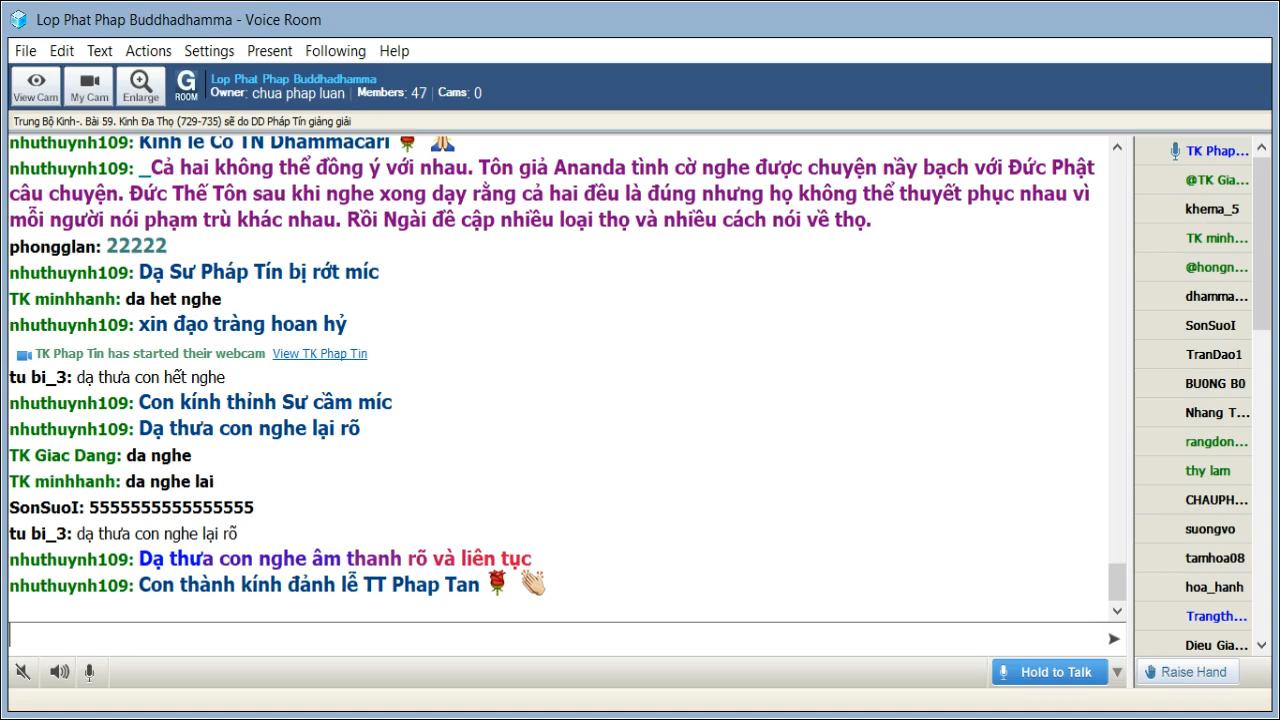 Lop Phat Phap Buddhadhamma - Voice Room
File Edit Text Actions Settings Present Following Help
View Cam My Cam Enlarge G ROOM
Lop Phat Phap Buddhadhamma
Owner: chua phap luan | Members: 47 | Cams: 0
Trung Bộ Kinh-. Bài 59. Kinh Đa Thọ (729-735) sẽ do DD Pháp Tín giảng giải
nhuthuynh109: Kính lễ Cô TN Dhammacari
nhuthuynh109: _Cả hai không thể đồng ý với nhau. Tôn giả Ananda tình cờ nghe được chuyện nầy bạch với Đức Phật
câu chuyện. Đức Thế Tôn sau khi nghe xong dạy rằng cả hai đều là đúng nhưng họ không thể thuyết phục nhau vì
mỗi người nói phạm trù khác nhau. Rồi Ngài đề cập nhiều loại thọ và nhiều cách nói về thọ.
phongglan: 22222
nhuthuynh109: Dạ Sư Pháp Tín bị rớt míc
TK minhhanh: da het nghe
nhuthuynh109: xin đạo tràng hoan hỷ
TK Phap Tin has started their webcam View TK Phap Tin
tu bi_3: dạ thưa con hết nghe
nhuthuynh109: Con kính thỉnh Sư cầm míc
nhuthuynh109: Dạ thưa con nghe lại rõ
TK Giac Dang: da nghe
TK minhhanh: da nghe lai
SonSuoI: 5555555555555555
tu bi_3: dạ thưa con nghe lại rõ
nhuthuynh109: Dạ thưa con nghe âm thanh rõ và liên tục
nhuthuynh109: Con thành kính đảnh lễ TT Phap Tan
Hold to Talk
TK Phap...
@TK Gia...
khema_5
TK minh...
@hongn...
dhamma...
SonSuoI
TranDao1
BU0NG B0
Nhang T...
rangdon...
thy lam
CHAUPH...
suongvo
tamhoa08
hoa_hanh
Trangth...
Dieu Gia...
Raise Hand